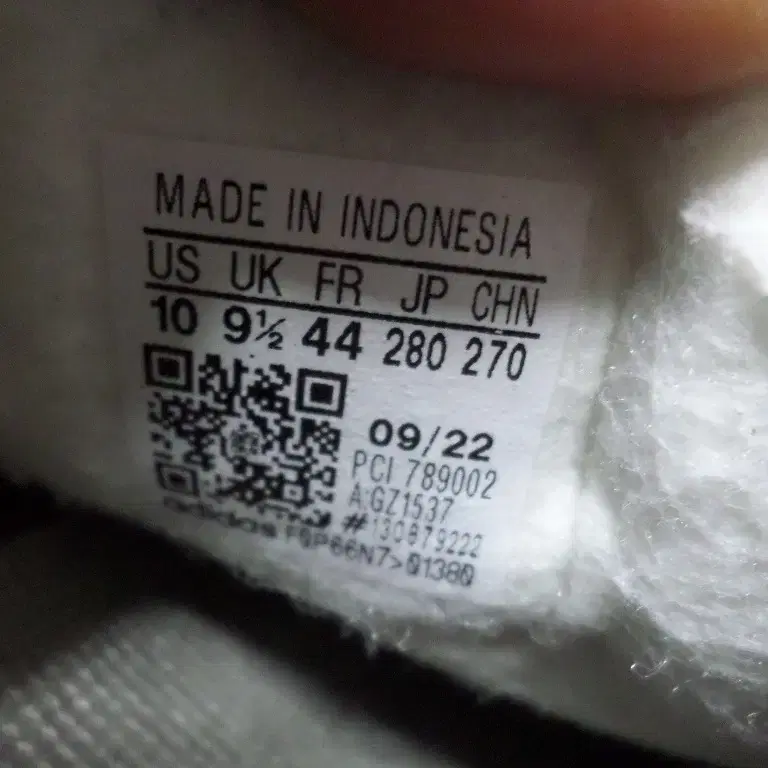 MADE IN INDONESIA
US UK FR JP CHN
10 9½ 44 280 270
09/22
PCI 789002
A:GZ1537
#130879222
adidas F0P66N7>01380